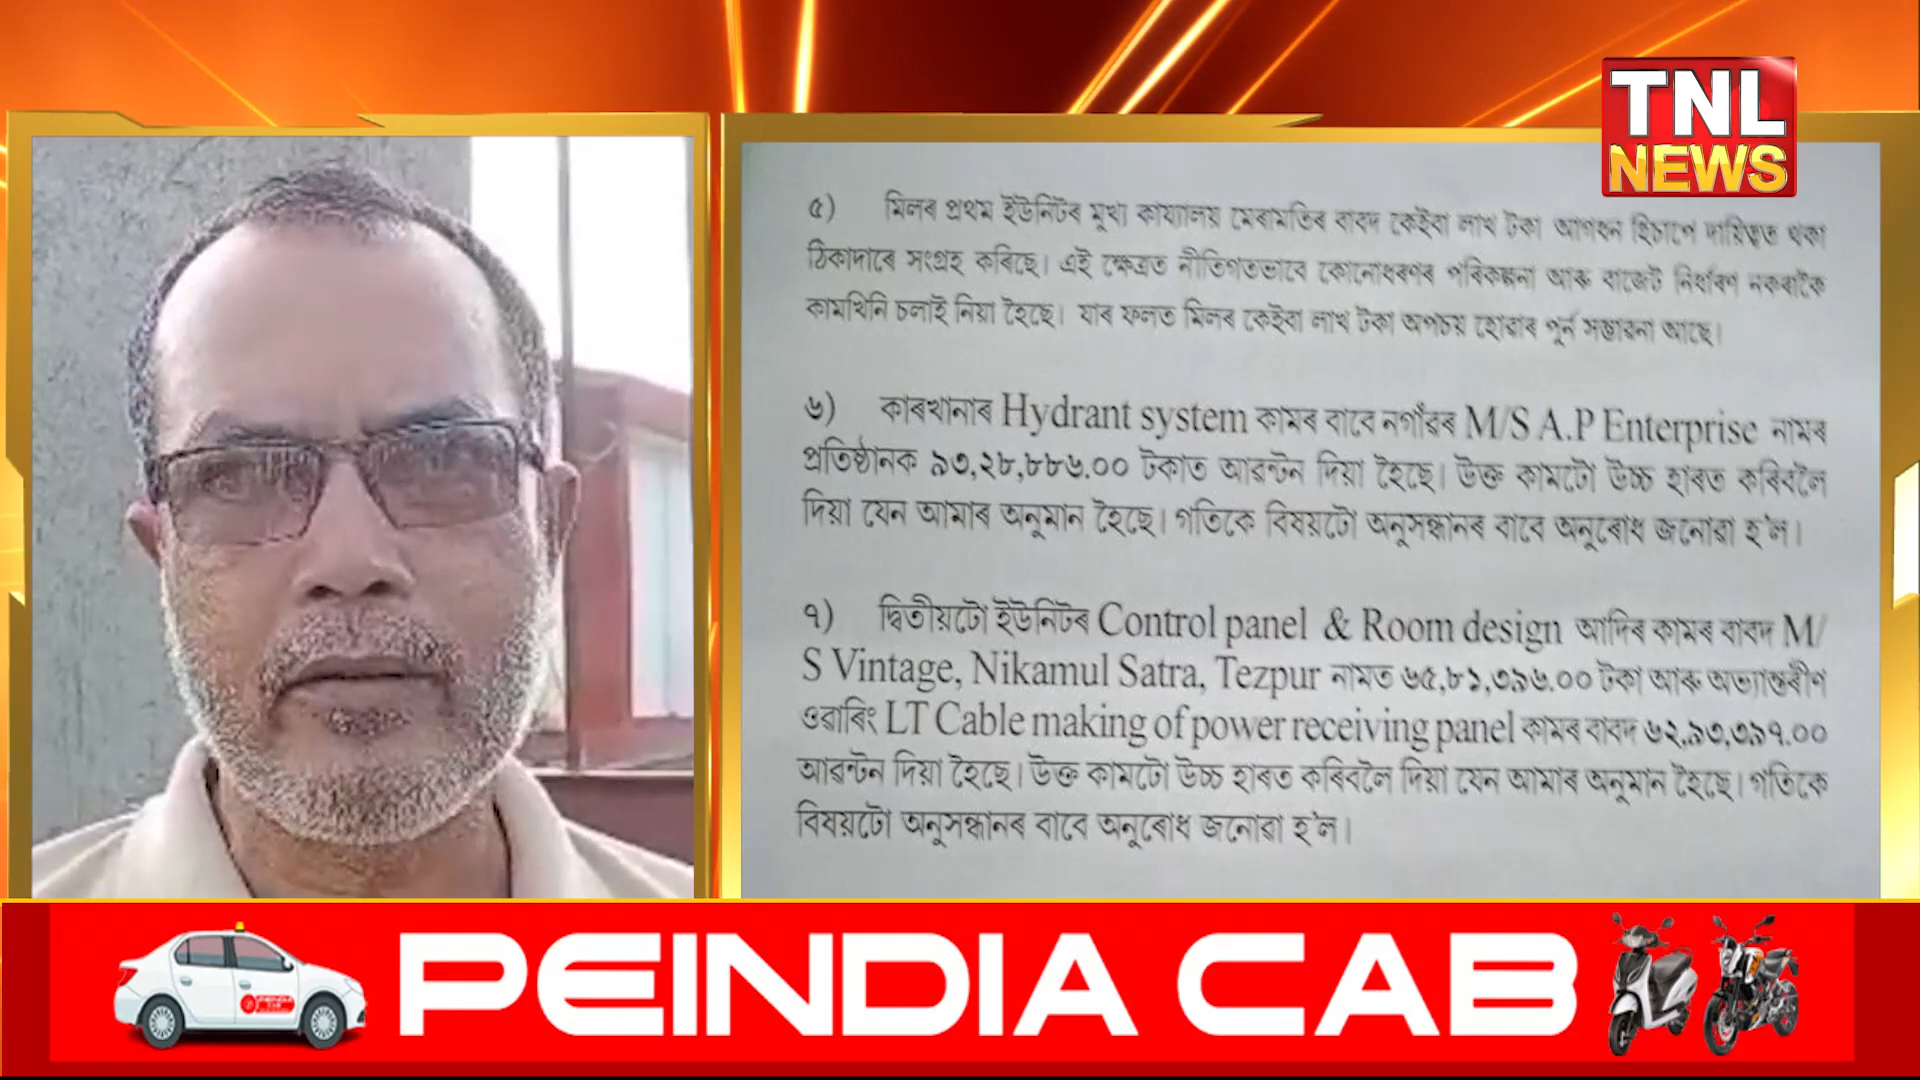 TNL
NEWS
৫) মিলৰ প্ৰথম ইউনিটৰ মুখ্য কাৰ্য্যালয় মেৰামতিৰ বাবদ কেইবা লাখ টকা আগধন হিচাপে দায়িত্বত থকা
ঠিকাদাৰে সংগ্ৰহ কৰিছে। এই ক্ষেত্ৰত নীতিগতভাবে কোনোধৰণৰ পৰিকল্পনা আৰু বাজেট নিৰ্ধাৰণ নকৰাকৈ
কামখিনি চলাই নিয়া হৈছে। যাৰ ফলত মিলৰ কেইবা লাখ টকা অপচয় হোৱাৰ পূৰ্ন সম্ভাৱনা আছে।
৬) কাৰখানাৰ Hydrant system কামৰ বাবে নগাঁৱৰ M/S A.P Enterprise নামৰ
প্ৰতিষ্ঠানক ৯৩,২৮,৮৮৬.০০ টকাত আৱন্টন দিয়া হৈছে। উক্ত কামটো উচ্চ হাৰত কৰিবলৈ
দিয়া যেন আমাৰ অনুমান হৈছে। গতিকে বিষয়টো অনুসন্ধানৰ বাবে অনুৰোধ জনোৱা হ'ল।
৭) দ্বিতীয়টো ইউনিটৰ Control panel & Room design আদিৰ কামৰ বাবদ M/
S Vintage, Nikamul Satra, Tezpur নামত ৬৫,৮১,৩৯৬.০০ টকা আৰু অভ্যান্তৰীণ
ওৱাৰিং LT Cable making of power receiving panel কামৰ বাবদ ৬২,৯৩,৩৯৭.০০
আৱন্টন দিয়া হৈছে। উক্ত কামটো উচ্চ হাৰত কৰিবলৈ দিয়া যেন আমাৰ অনুমান হৈছে। গতিকে
বিষয়টো অনুসন্ধানৰ বাবে অনুৰোধ জনোৱা হ'ল।
PEINDIA CAB